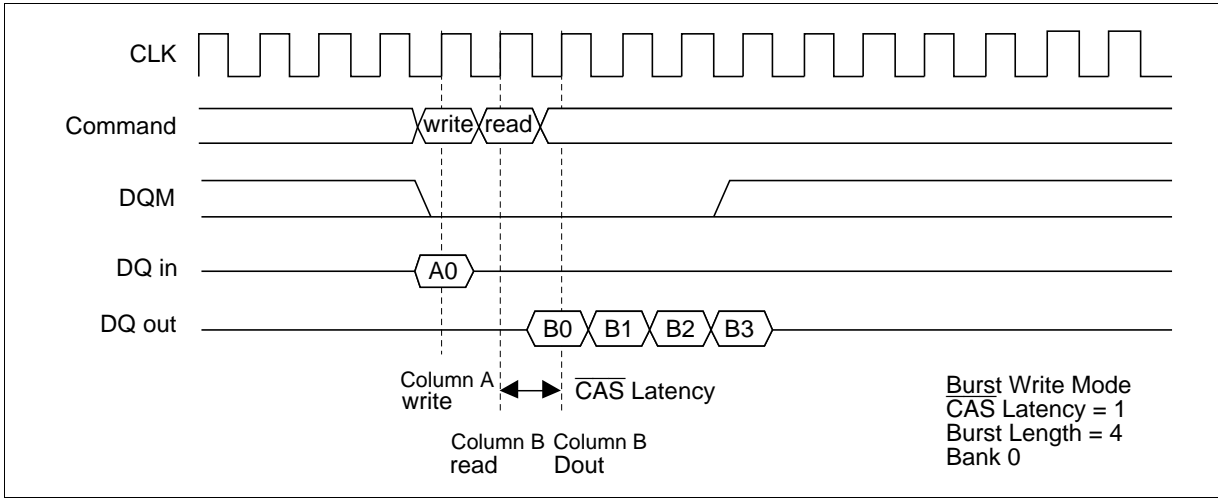 CLK
Command
write
read
DQM
DQ in
A0
DQ out
B0
B1
B2
B3
Column A
write
CAS Latency
Column B
read
Column B
Dout
Burst Write Mode
CAS Latency = 1
Burst Length = 4
Bank 0